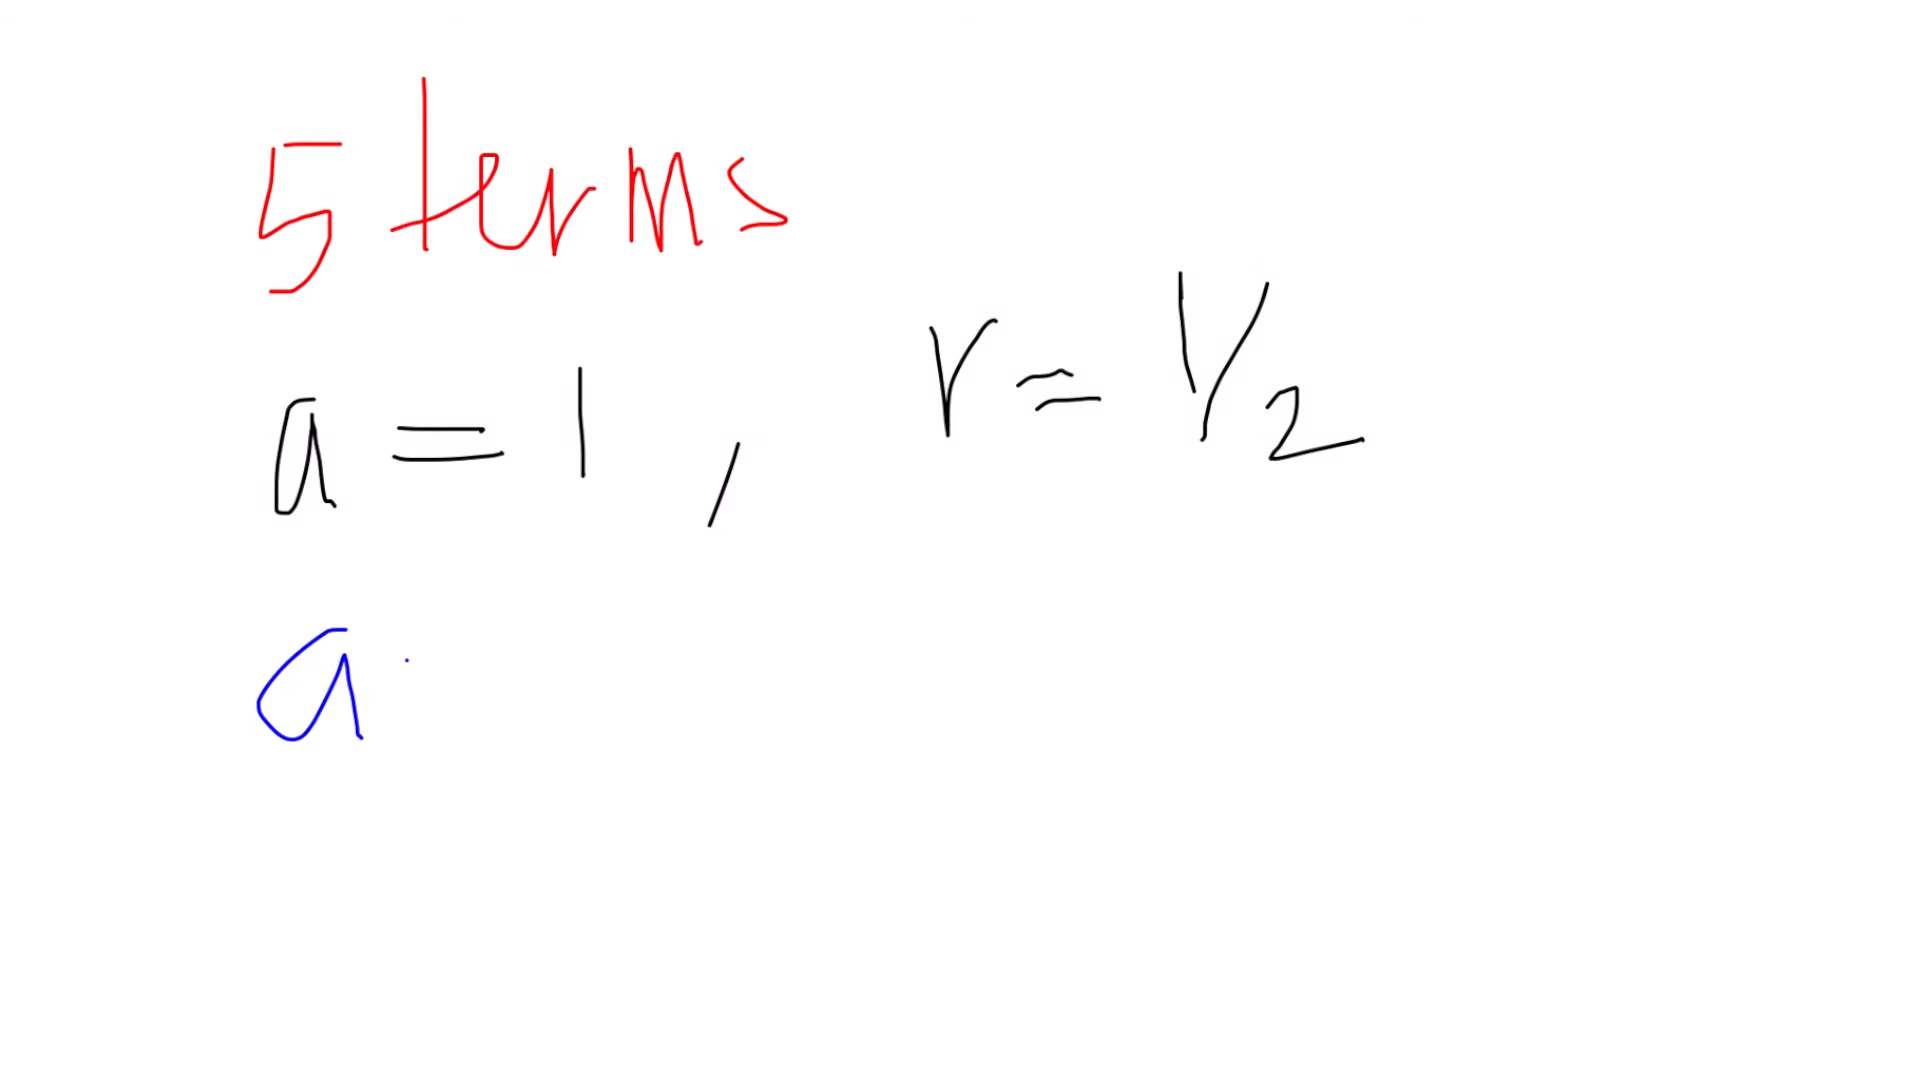 5 terms
a = 1 , r = 1/2
a